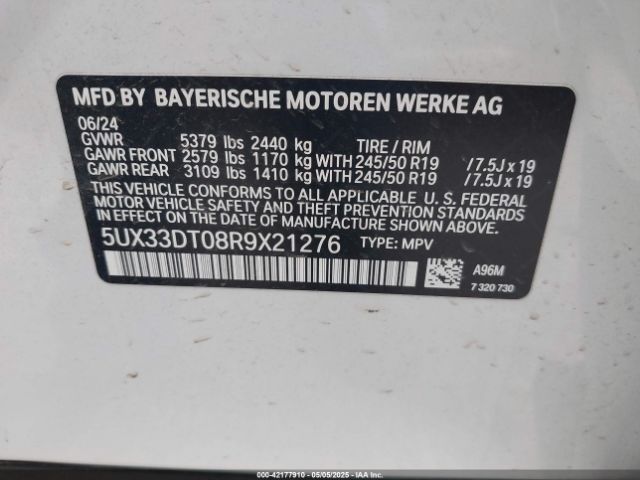 MFD BY BAYERISCHE MOTOREN WERKE AG
06/24
GVWR 5379 lbs 2440 kg TIRE / RIM
GAWR FRONT 2579 lbs 1170 kg WITH 245/50 R19 /7.5J x 19
GAWR REAR 3109 lbs 1410 kg WITH 245/50 R19 /7.5J x 19
THIS VEHICLE CONFORMS TO ALL APPLICABLE U. S. FEDERAL
MOTOR VEHICLE SAFETY AND THEFT PREVENTION STANDARDS
IN EFFECT ON THE DATE OF MANUFACTURE SHOWN ABOVE.
5UX33DT08R9X21276 TYPE: MPV
A96M
7 320 730
000-42177910 - 05/05/2025 - IAAI, Inc.